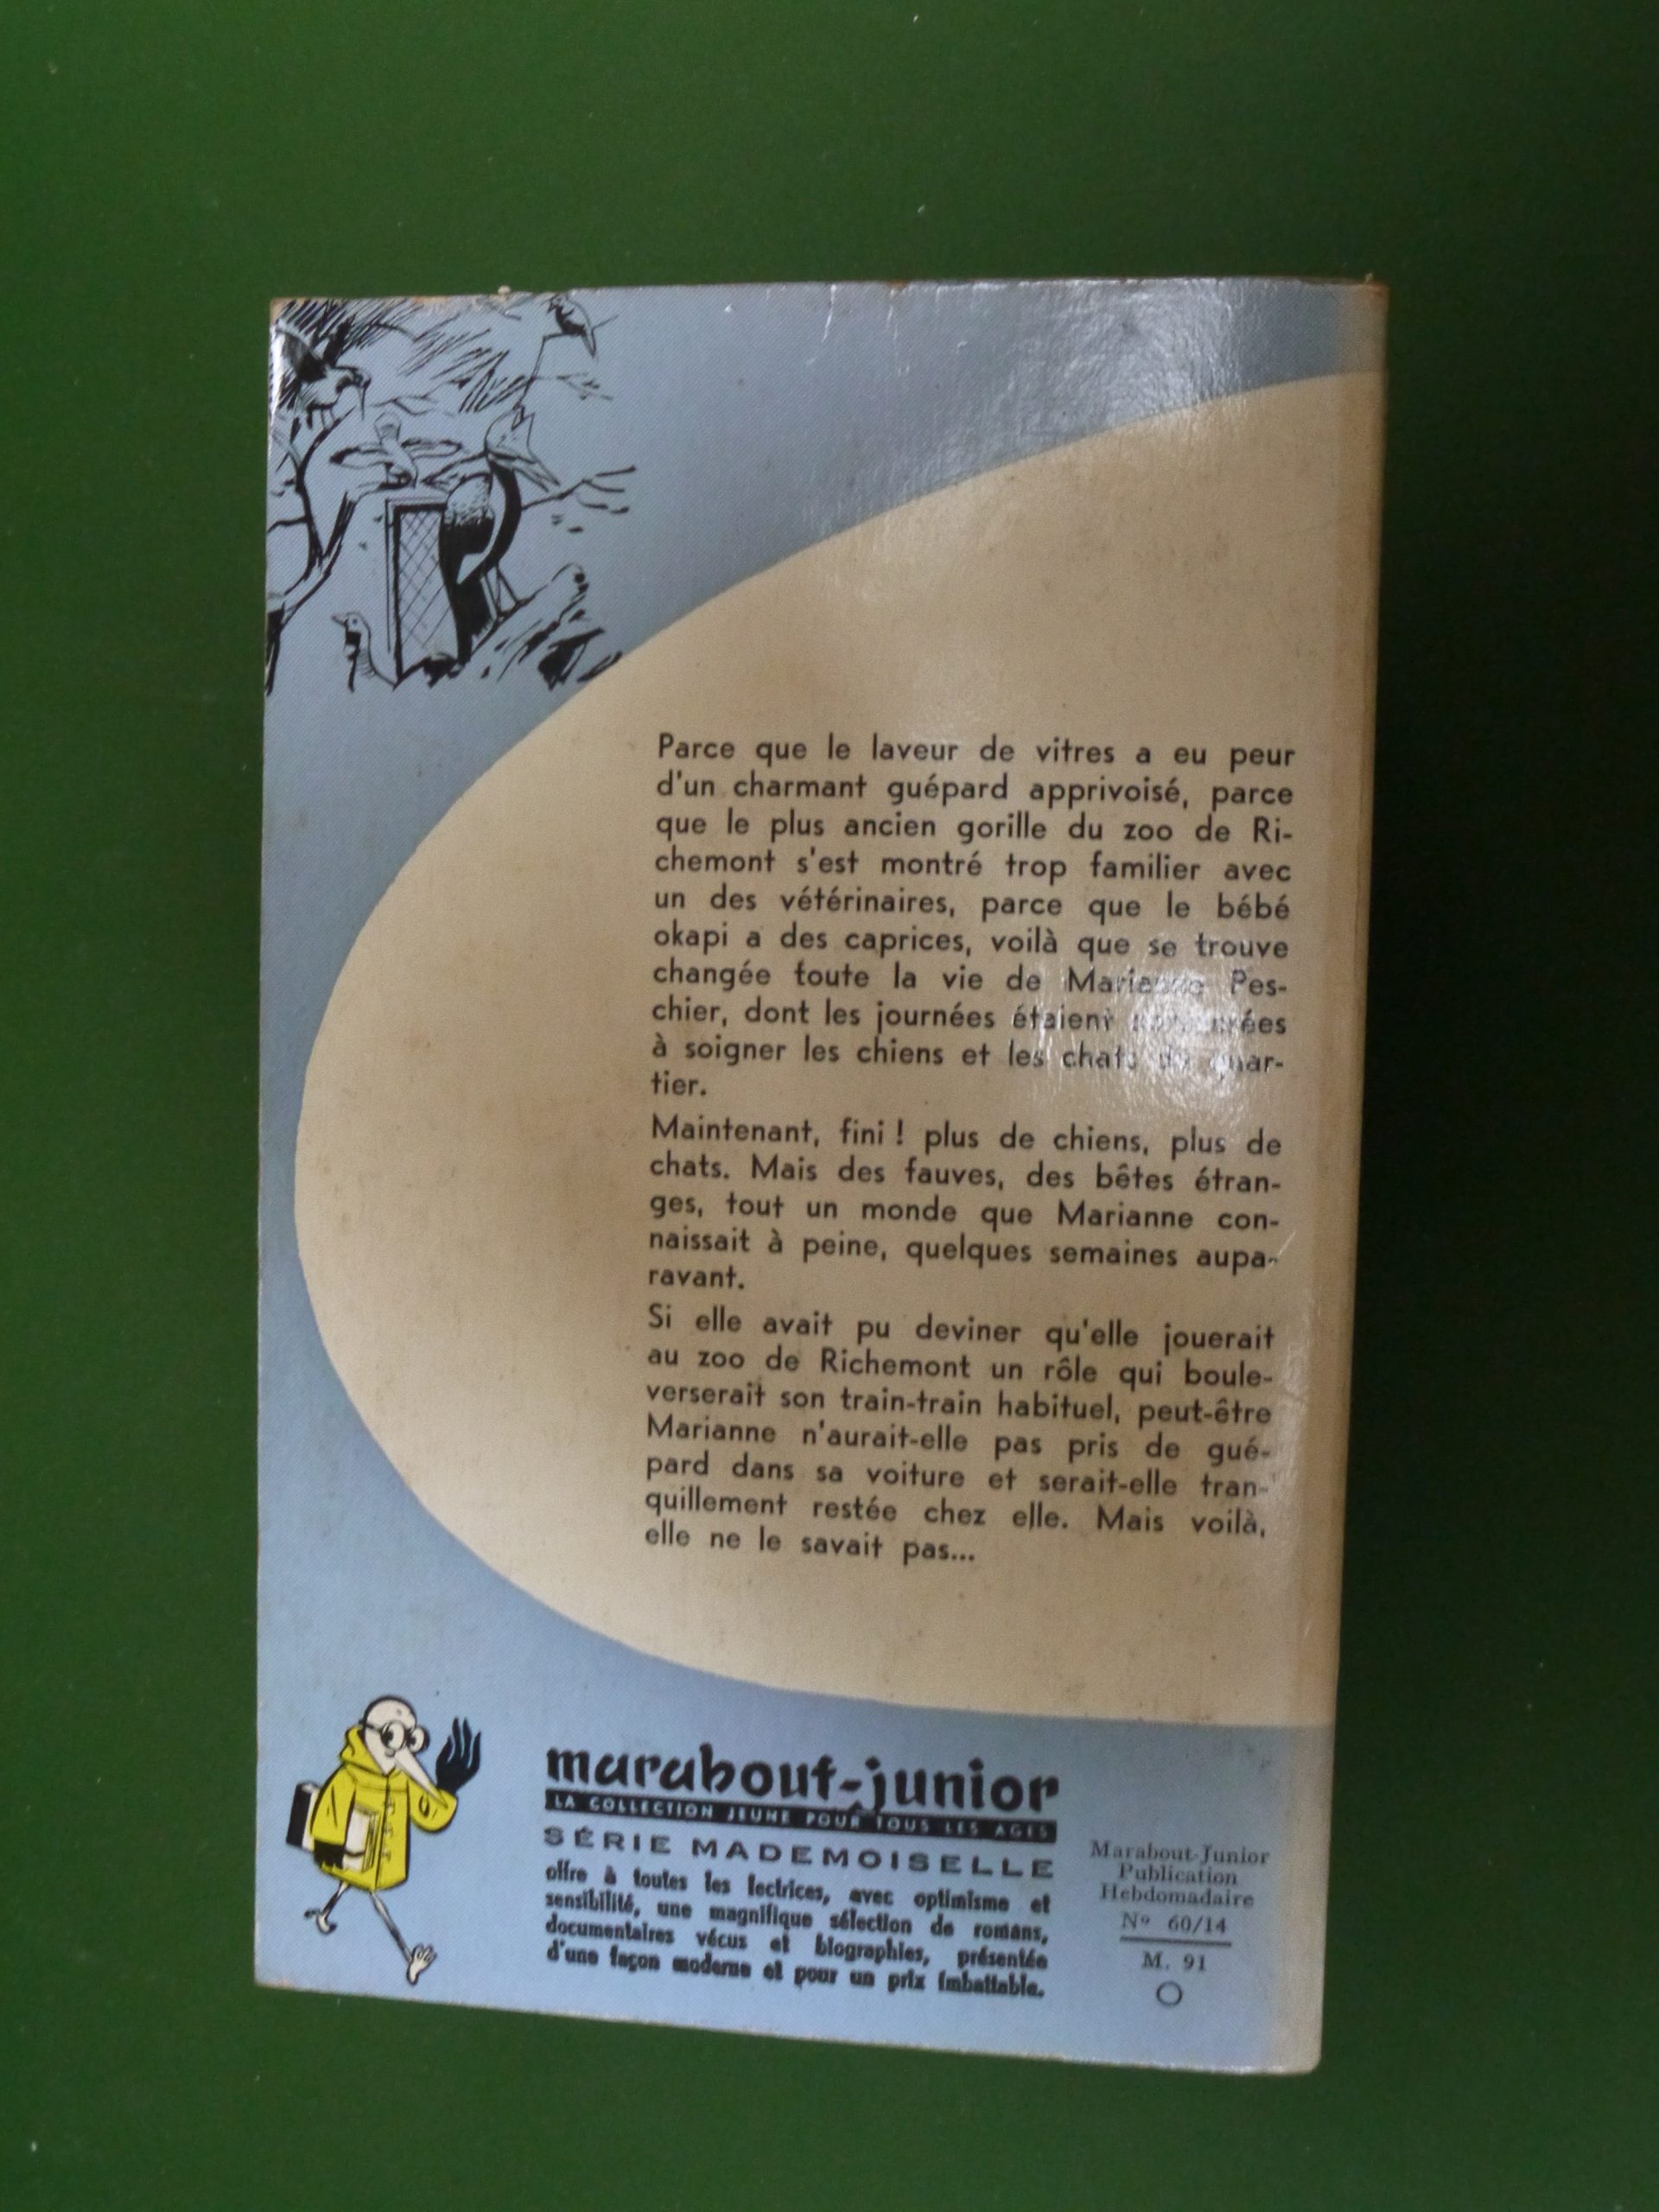 Parce que le laveur de vitres a eu peur
d'un charmant guépard apprivoisé, parce
que le plus ancien gorille du zoo de Ri-
chemont s'est montré trop familier avec
un des vétérinaires, parce que le bébé
okapi a des caprices, voilà que se trouve
changée toute la vie de Marianne Pes-
chier, dont les journées étaient
à soigner les chiens et les chats du quar-
tier.
Maintenant, fini ! plus de chiens, plus de
chats. Mais des fauves, des bêtes étran-
ges, tout un monde que Marianne con-
naissait à peine, quelques semaines aupa-
ravant.
Si elle avait pu deviner qu'elle jouerait
au zoo de Richemont un rôle qui boule-
verserait son train-train habituel, peut-être
Marianne n'aurait-elle pas pris de gué-
pard dans sa voiture et serait-elle tran-
quillement restée chez elle. Mais voilà,
elle ne le savait pas...
marabout-junior
LA COLLECTION JEUNE POUR TOUS LES AGES
SÉRIE MADEMOISELLE
offre à toutes les lectrices, avec optimisme et
sensibilité, une magnifique sélection de romans,
documentaires vécus et biographies, présentée
d'une façon moderne et pour un prix imbattable.
Marabout-Junior
Publication
Hebdomadaire
Nº 60/14
M. 91